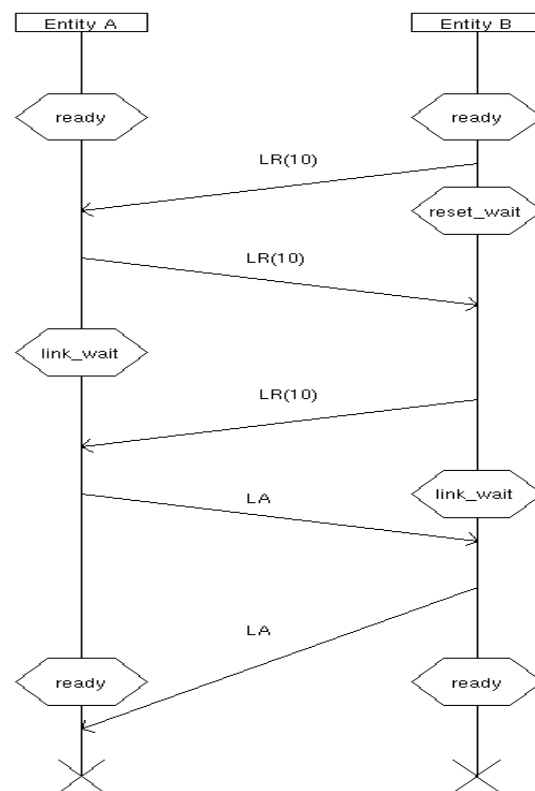 Entity A
Entity B
ready
ready
LR(10)
reset_wait
LR(10)
link_wait
LR(10)
link_wait
LA
LA
ready
ready